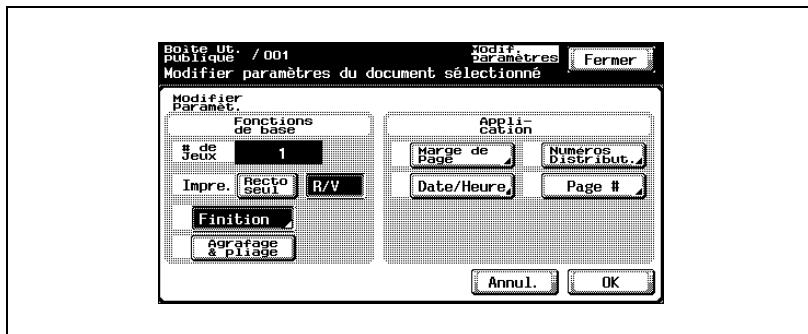 Boîte Ut.
publique / 001
Modif.
paramètres
Fermer
Modifier paramètres du document sélectionné
Modifier
Paramèt.
Fonctions
de base
Appli-
cation
# de
Jeux
1
Marge de
Page
Numéros
Distribut.
Impre.
Recto
seul
R/V
Date/Heure
Page #
Finition
Agrafage
& pliage
Annul.
OK